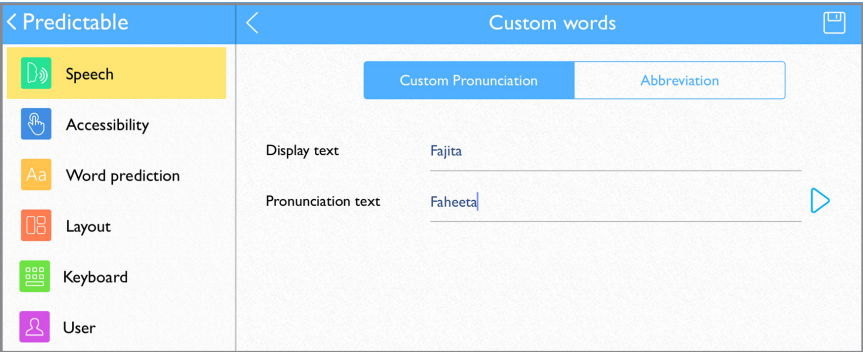 Predictable
Custom words
Speech
Accessibility
Aa
Word prediction
Layout
Keyboard
User
Custom Pronunciation
Abbreviation
Display text
Fajita
Pronunciation text
Faheeta